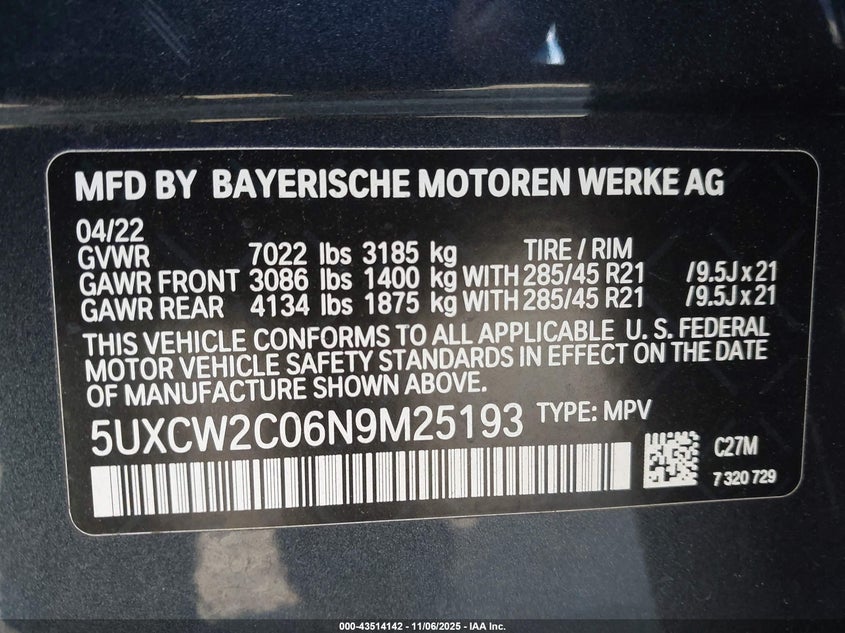 MFD BY BAYERISCHE MOTOREN WERKE AG
04/22
GVWR 7022 lbs 3185 kg TIRE / RIM
GAWR FRONT 3086 lbs 1400 kg WITH 285/45 R21 /9.5J x 21
GAWR REAR 4134 lbs 1875 kg WITH 285/45 R21 /9.5J x 21
THIS VEHICLE CONFORMS TO ALL APPLICABLE U. S. FEDERAL
MOTOR VEHICLE SAFETY STANDARDS IN EFFECT ON THE DATE
OF MANUFACTURE SHOWN ABOVE.
5UXCW2C06N9M25193 TYPE: MPV
C27M
7 320 729
000-43514142 - 11/06/2025 - IAA Inc.